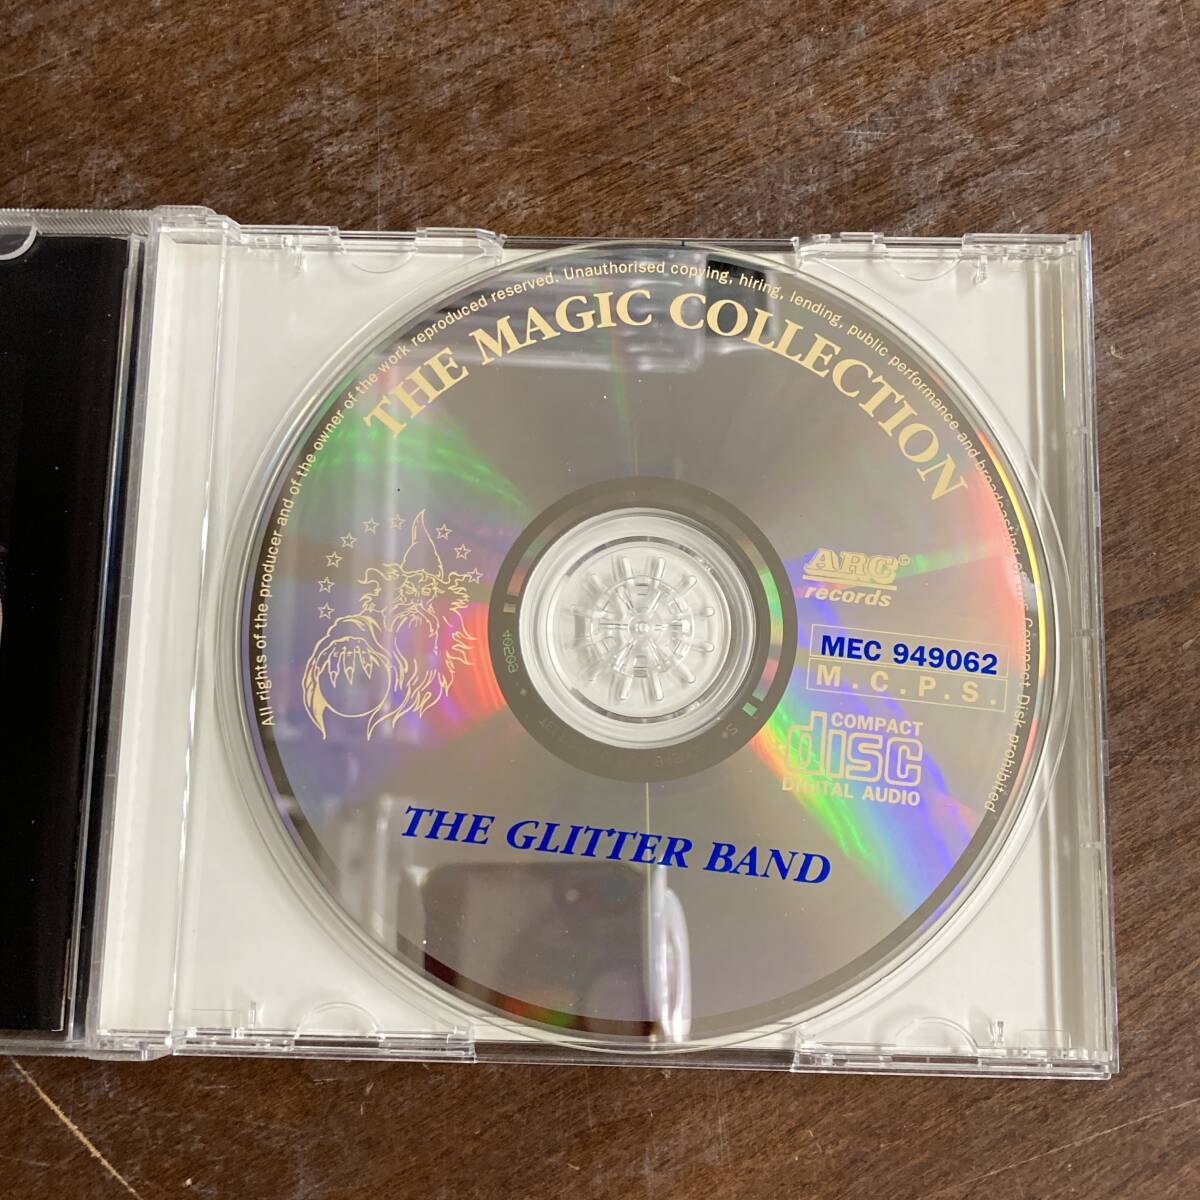 All rights of the producer and of the owner of the work reproduced reserved. Unauthorised copying, hiring, lending, public performance and broadcasting of this Compact Disk prohibited
THE MAGIC COLLECTION
ARC©
records
MEC 949062
M.C.P.S.
COMPACT
disc
DIGITAL AUDIO
THE GLITTER BAND